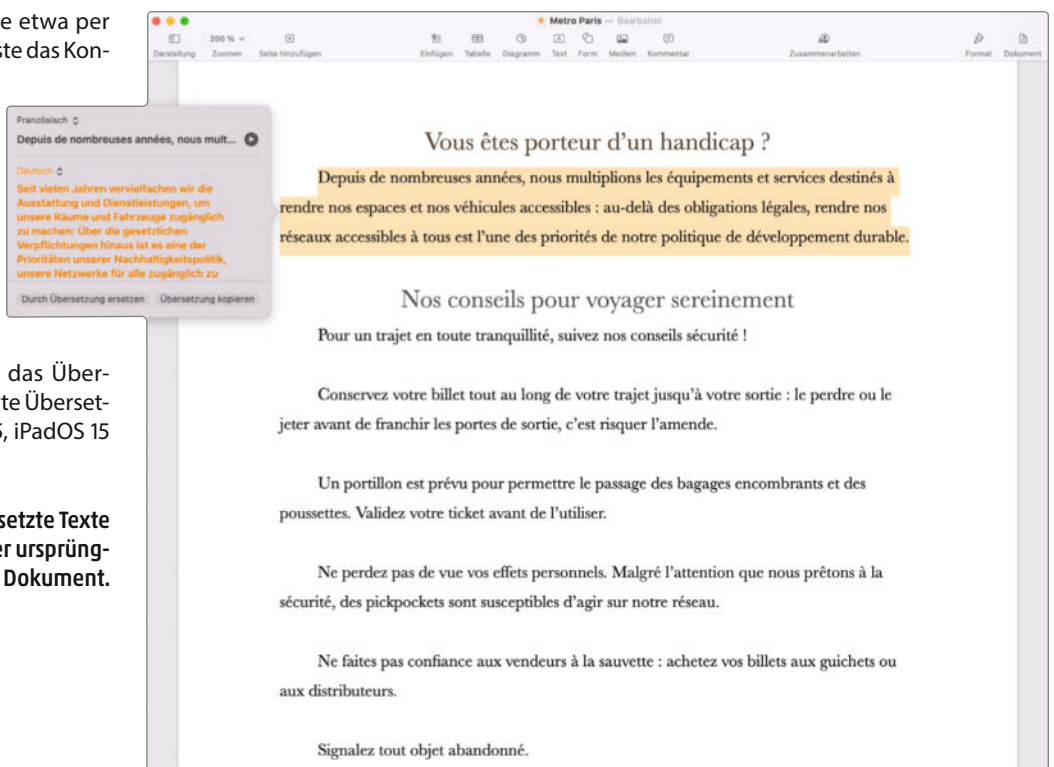 e etwa per
ste das Kon-
das Über-
te Überset-
5, iPadOS 15
setzte Texte
er ursprüng-
Dokument.
Metro Paris — Bearbeitet
200 %
Darstellung Zoomen Seite hinzufügen Einfügen Tabelle Diagramm Text Form Medien Kommentar Zusammenarbeiten Format Dokument
Französisch
Depuis de nombreuses années, nous mult...
Deutsch
Seit vielen Jahren vervielfachen wir die
Ausstattung und Dienstleistungen, um
unsere Räume und Fahrzeuge zugänglich
zu machen: Über die gesetzlichen
Verpflichtungen hinaus ist es eine der
Prioritäten unserer Nachhaltigkeitspolitik,
unsere Netzwerke für alle zugänglich zu
Durch Übersetzung ersetzen Übersetzung kopieren
Vous êtes porteur d’un handicap ?
Depuis de nombreuses années, nous multiplions les équipements et services destinés à
rendre nos espaces et nos véhicules accessibles : au-delà des obligations légales, rendre nos
réseaux accessibles à tous est l’une des priorités de notre politique de développement durable.
Nos conseils pour voyager sereinement
Pour un trajet en toute tranquillité, suivez nos conseils sécurité !
Conservez votre billet tout au long de votre trajet jusqu’à votre sortie : le perdre ou le
jeter avant de franchir les portes de sortie, c’est risquer l’amende.
Un portillon est prévu pour permettre le passage des bagages encombrants et des
poussettes. Validez votre ticket avant de l’utiliser.
Ne perdez pas de vue vos effets personnels. Malgré l’attention que nous prêtons à la
sécurité, des pickpockets sont susceptibles d’agir sur notre réseau.
Ne faites pas confiance aux vendeurs à la sauvette : achetez vos billets aux guichets ou
aux distributeurs.
Signalez tout objet abandonné.